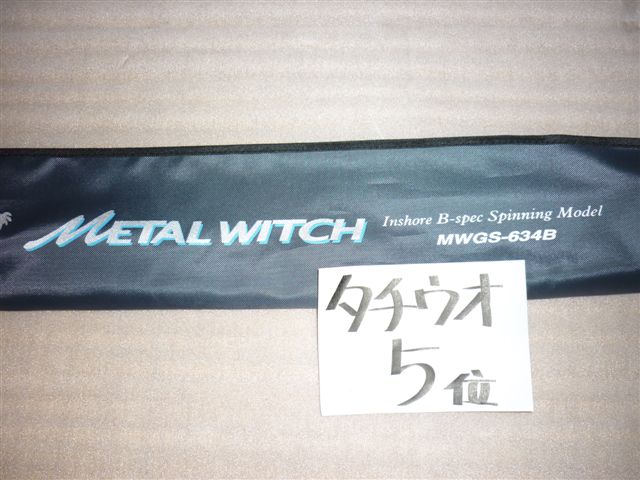 METAL WITCH
Inshore B-spec Spinning Model
MWGS-634B
タチウオ
5位